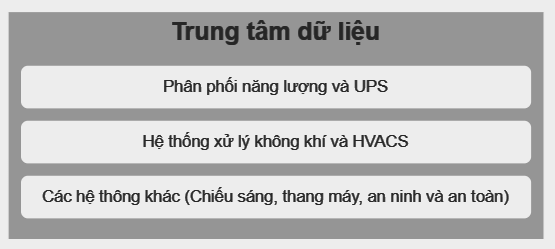 Trung tâm dữ liệu
Phân phối năng lượng và UPS
Hệ thống xử lý không khí và HVACS
Các hệ thông khác (Chiếu sáng, thang máy, an ninh và an toàn)